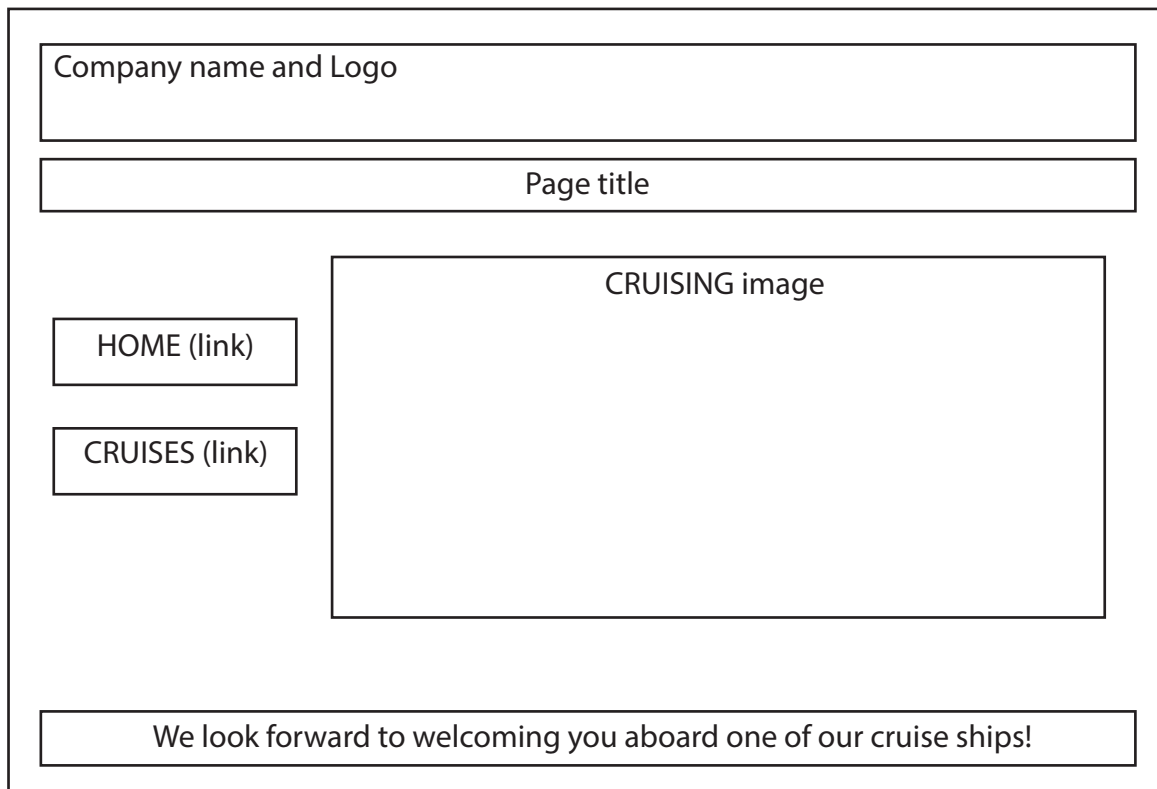 Company name and Logo
Page title
CRUISING image
HOME (link)
CRUISES (link)
We look forward to welcoming you aboard one of our cruise ships!